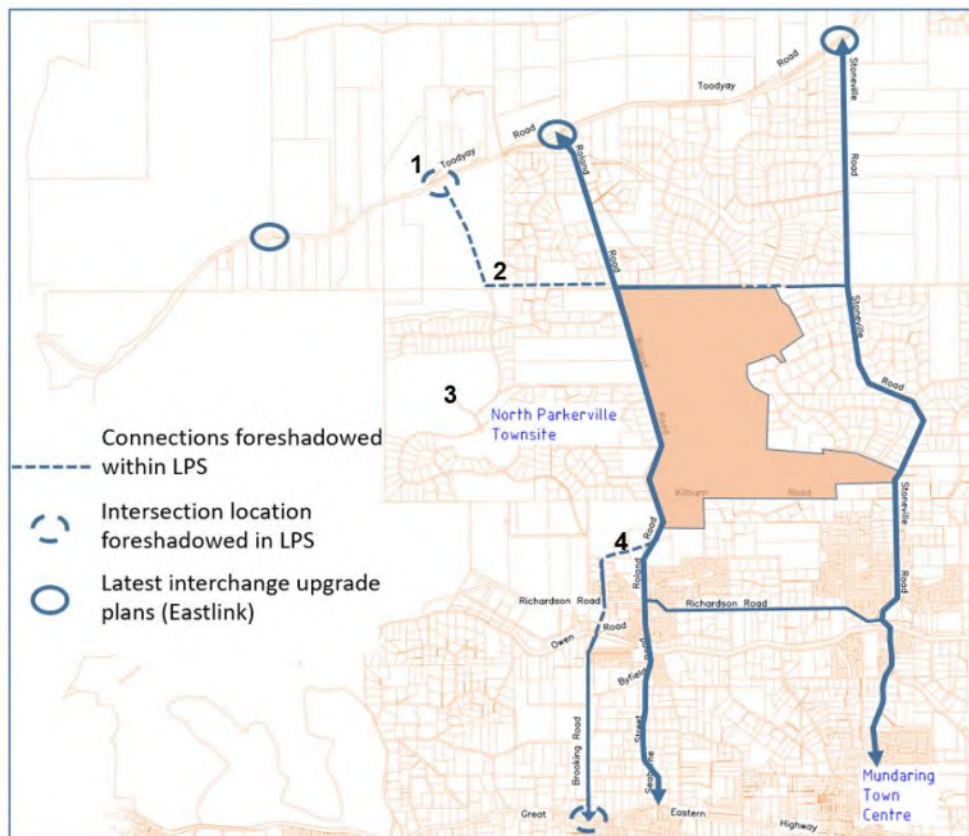 Stoneville
Road
Toodyay
Road
Road
Roland
Toodyay
1
Road
2
Road
Stoneville
Road
3
North Parkerville
Townsite
Road
Connections foreshadowed
within LPS
Intersection location
foreshadowed in LPS
Latest interchange upgrade
plans (Eastlink)
Kilburn Road
Stoneville
Road
4
Road
Roland
Richardson Road
Richardson Road
Owen Road
Road
Byfield
Brooking Road
Street
Seaborne
Great
Eastern
Highway
Mundaring
Town
Centre